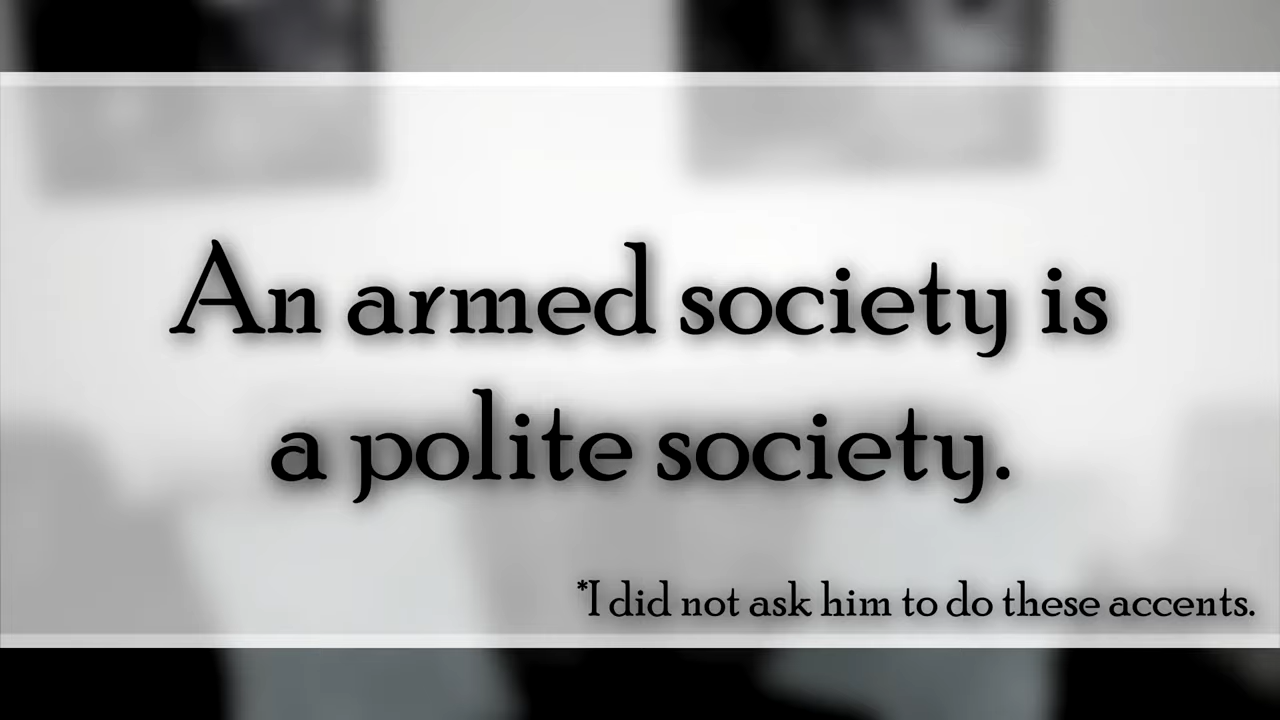 An armed society is
a polite society.
*I did not ask him to do these accents.